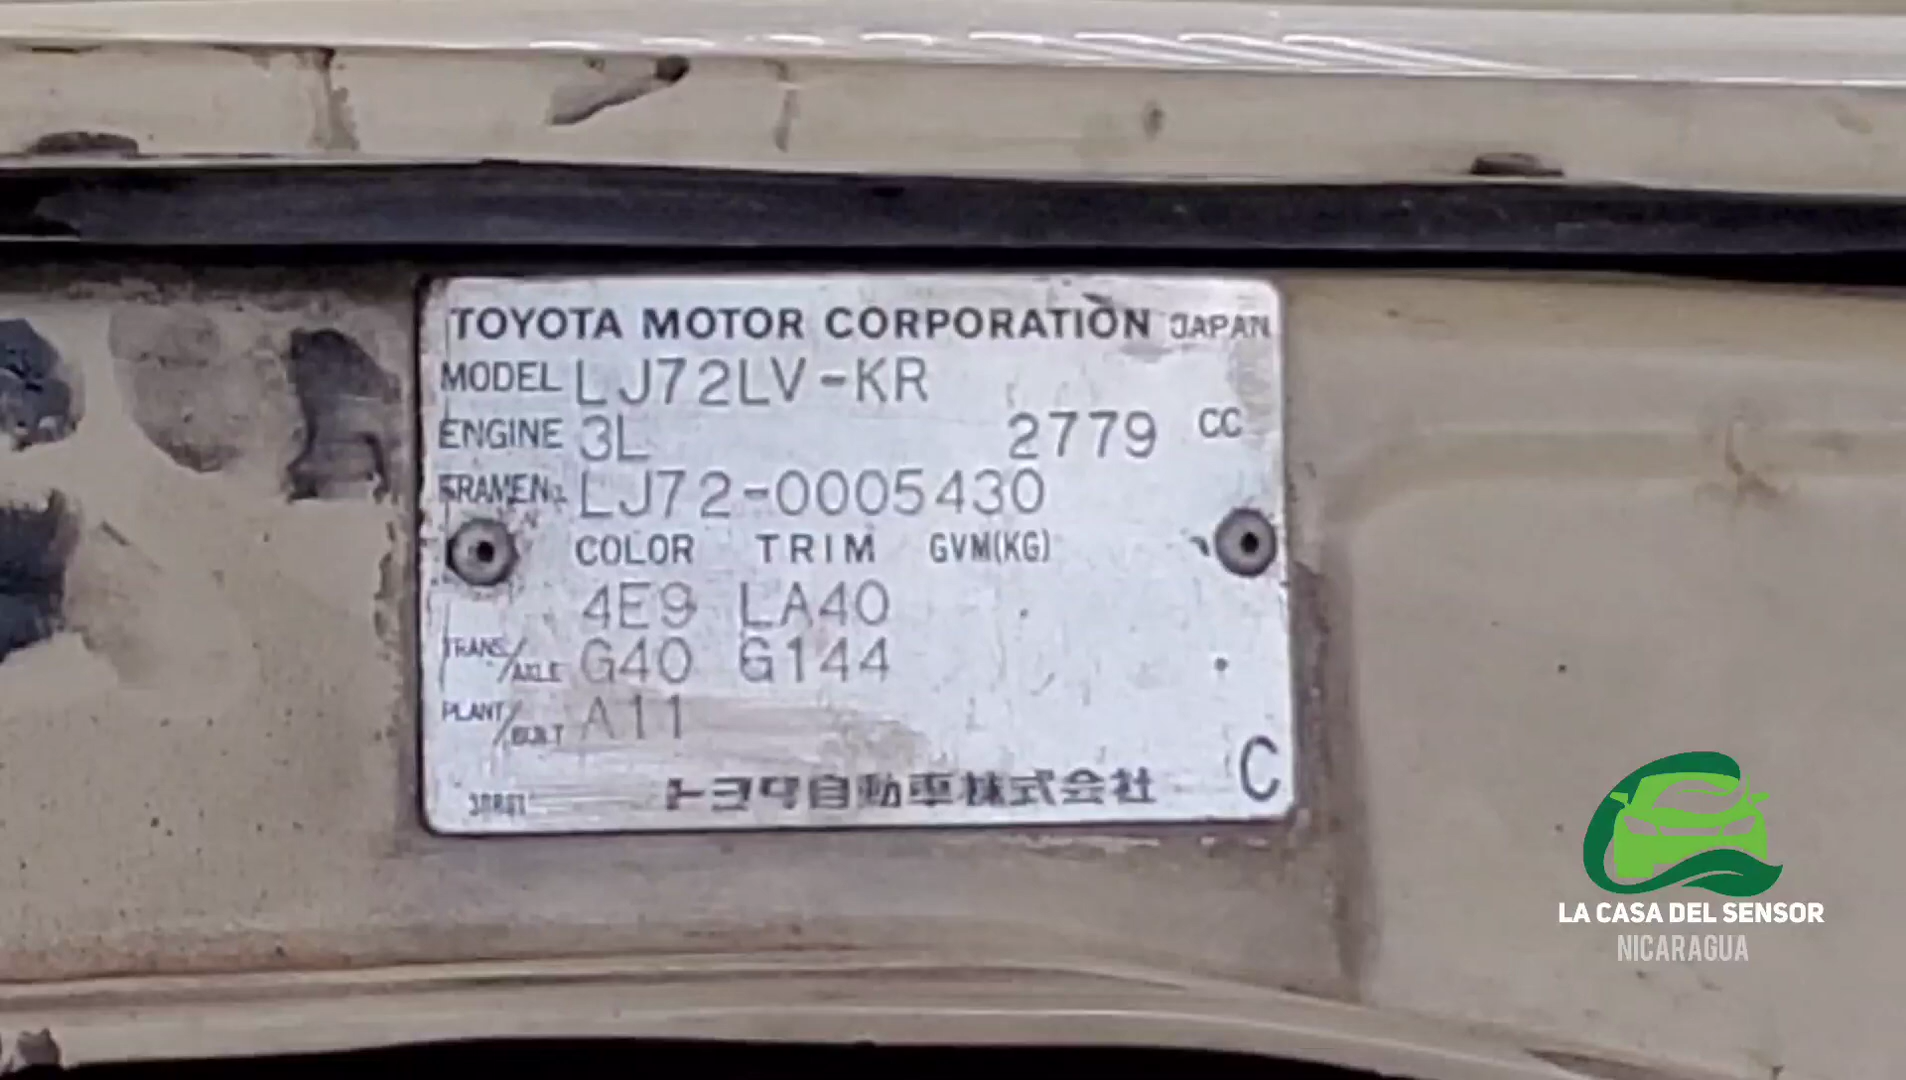 TOYOTA MOTOR CORPORATION JAPAN
MODEL LJ72LV-KR
ENGINE 3L 2779 CC
FRAME No. LJ72-0005430
COLOR TRIM GVM(KG)
4E9 LA40
TRANS/AXLE G40 G144
PLANT/BUILT A11
トヨタ自動車株式会社 C
LA CASA DEL SENSOR
NICARAGUA